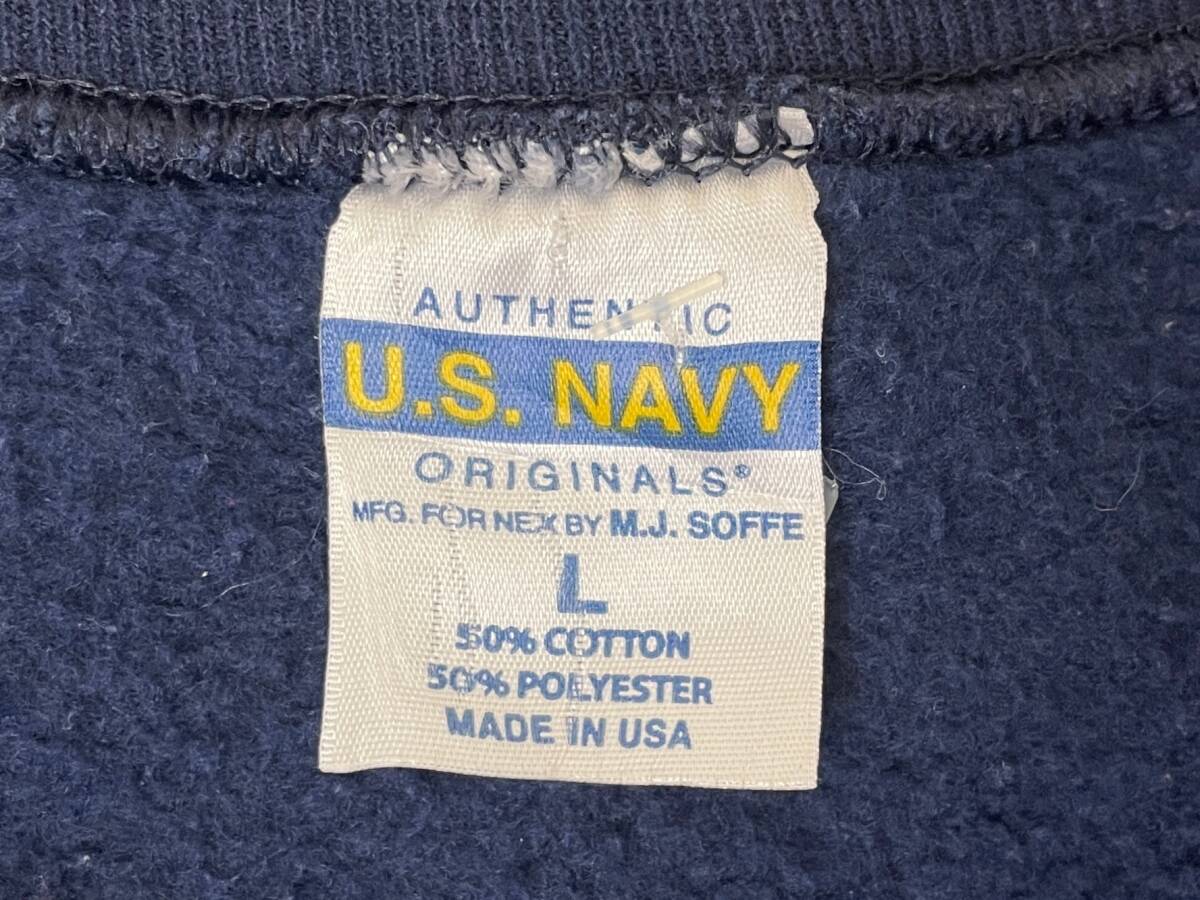 AUTHENTIC
U.S. NAVY
ORIGINALS®
MFG. FOR NEX BY M.J. SOFFE
L
50% COTTON
50% POLYESTER
MADE IN USA